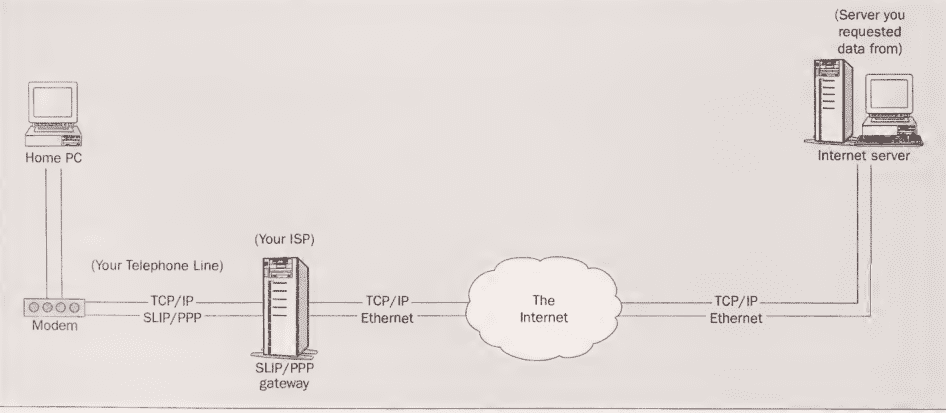 (Server you
requested
data from)
Home PC
Internet server
(Your ISP)
(Your Telephone Line)
TCP/IP
SLIP/PPP
Modem
SLIP/PPP
gateway
TCP/IP
Ethernet
The
Internet
TCP/IP
Ethernet